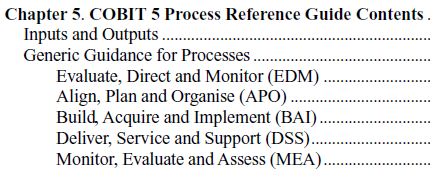 Chapter 5. COBIT 5 Process Reference Guide Contents .
Inputs and Outputs ..........................................................................
Generic Guidance for Processes ..................................................
Evaluate, Direct and Monitor (EDM) ..............................
Align, Plan and Organise (APO) .......................................
Build, Acquire and Implement (BAI) ...............................
Deliver, Service and Support (DSS) .................................
Monitor, Evaluate and Assess (MEA) ..............................